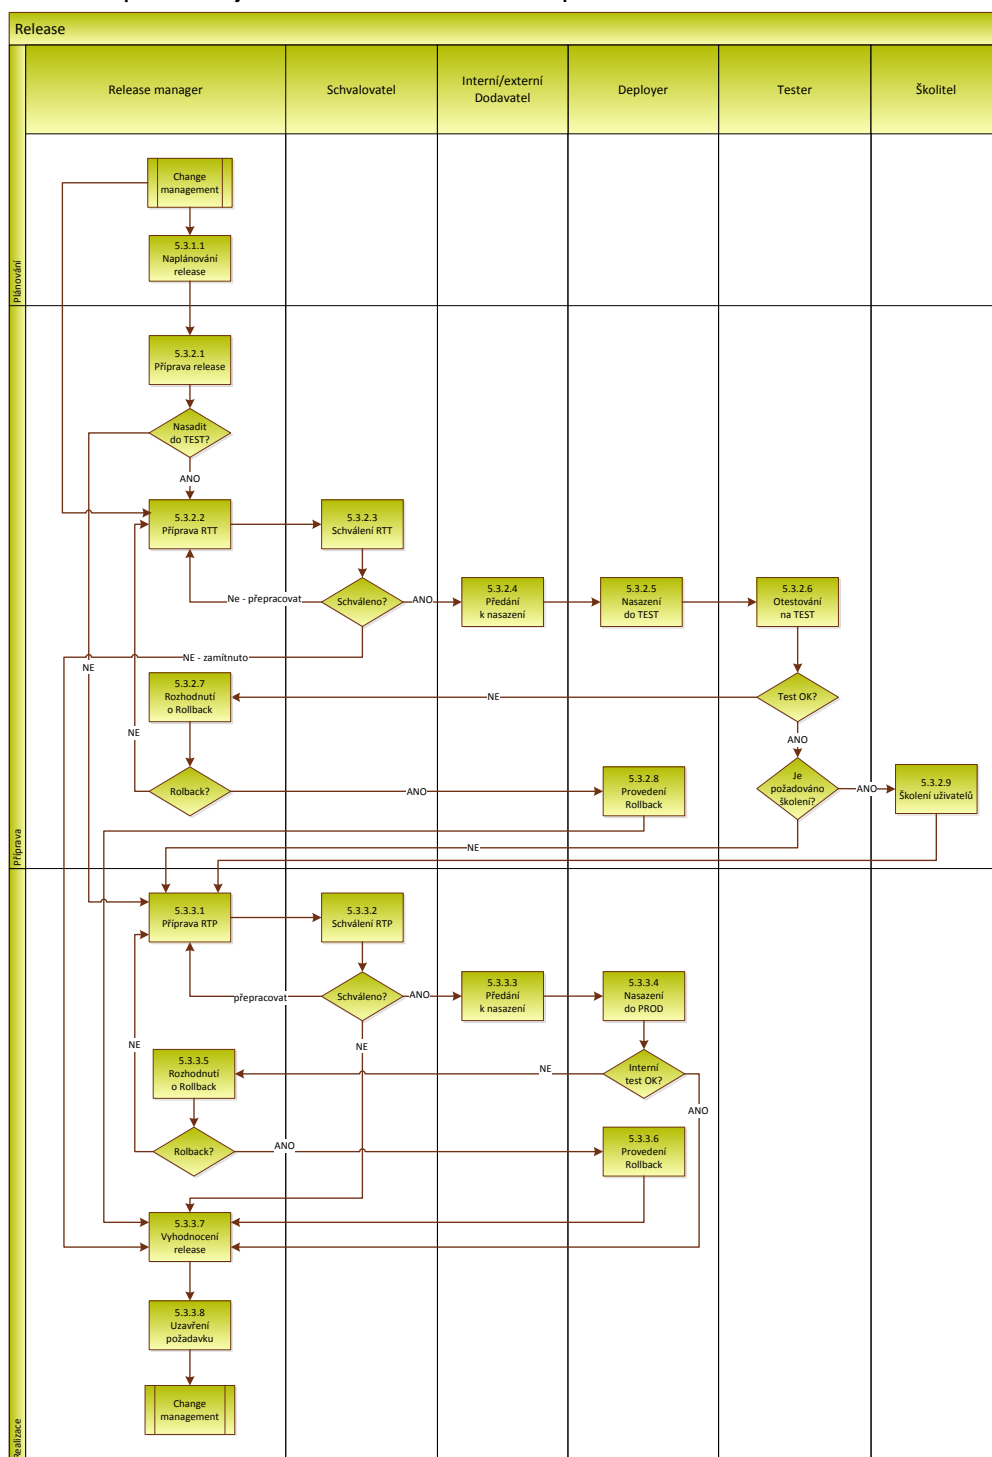 Release
Release manager
Schvalovatel
Interní/externí
Dodavatel
Deployer
Tester
Školitel
Plánování
Change
management
5.3.1.1
Naplánování
release
Příprava
5.3.2.1
Příprava release
Nasadit
do TEST?
ANO
5.3.2.2
Příprava RTT
5.3.2.3
Schválení RTT
Ne - přepracovat
Schváleno?
ANO
5.3.2.4
Předání
k nasazení
5.3.2.5
Nasazení
do TEST
5.3.2.6
Otestování
na TEST
NE
NE - zamítnuto
5.3.2.7
Rozhodnutí
o Rollback
NE
Test OK?
NE
ANO
Rolback?
ANO
5.3.2.8
Provedení
Rollback
Je
požadováno
školení?
ANO
5.3.2.9
Školení uživatelů
NE
Realizace
5.3.3.1
Příprava RTP
5.3.3.2
Schválení RTP
přepracovat
Schváleno?
ANO
5.3.3.3
Předání
k nasazení
5.3.3.4
Nasazení
do PROD
NE
NE
5.3.3.5
Rozhodnutí
o Rollback
NE
Interní
test OK?
ANO
Rolback?
ANO
5.3.3.6
Provedení
Rollback
5.3.3.7
Vyhodnocení
release
5.3.3.8
Uzavření
požadavku
Change
management